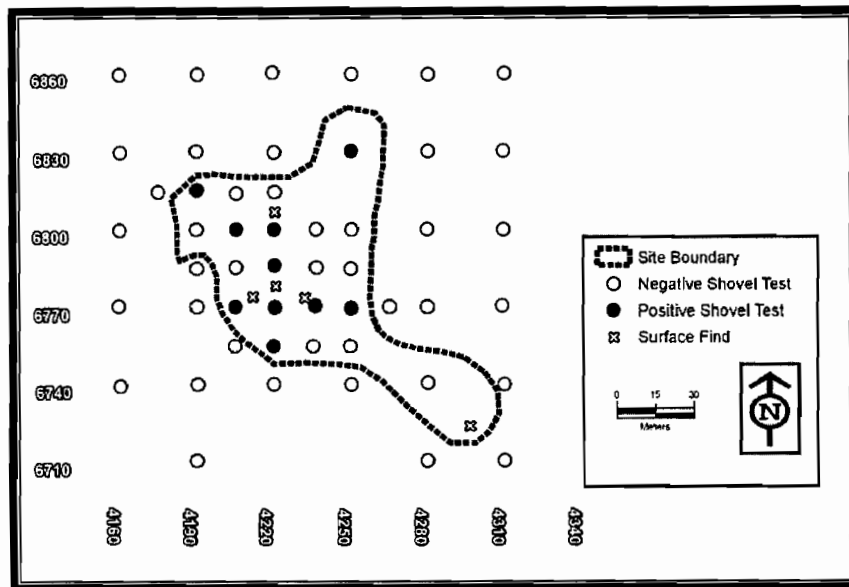 6860
6830
6800
6770
6740
6710
4160
4190
4220
4250
4280
4310
4340
Site Boundary
Negative Shovel Test
Positive Shovel Test
Surface Find
0 15 30
Meters
N